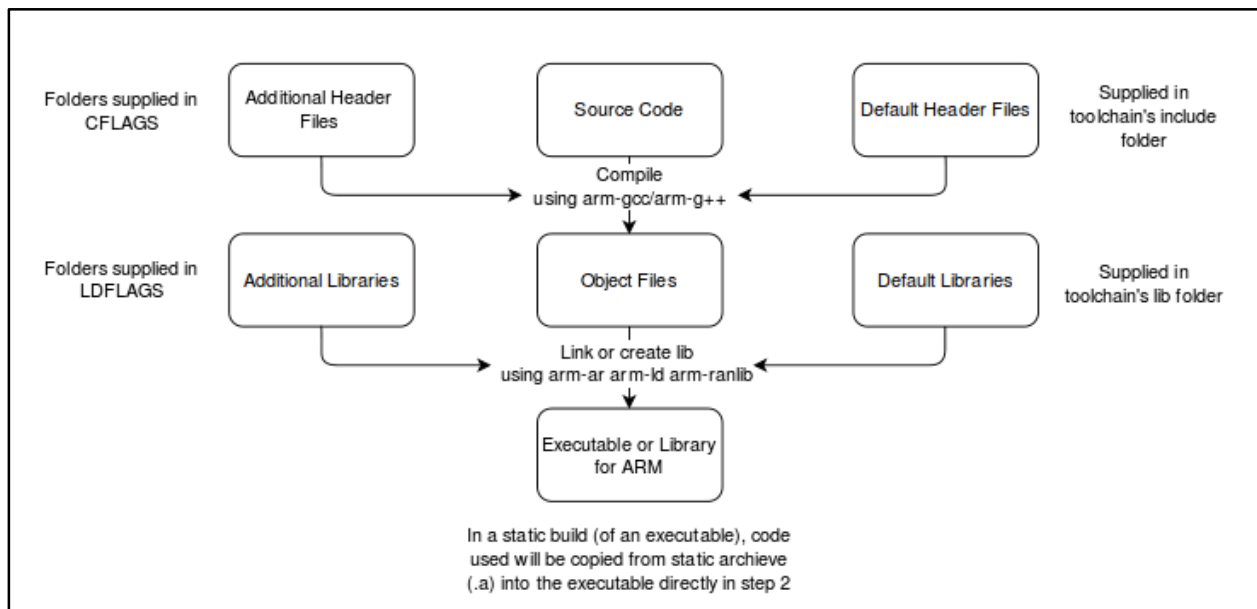 Folders supplied in
CFLAGS
Additional Header
Files
Source Code
Default Header Files
Supplied in
toolchain's include
folder
Compile
using arm-gcc/arm-g++
Folders supplied in
LDFLAGS
Additional Libraries
Object Files
Default Libraries
Supplied in
toolchain's lib folder
Link or create lib
using arm-ar arm-ld arm-ranlib
Executable or Library
for ARM
In a static build (of an executable), code
used will be copied from static archieve
(.a) into the executable directly in step 2